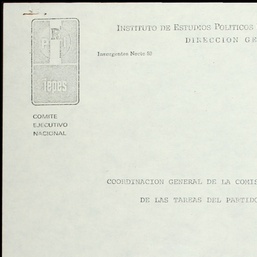 iepes
COMITE
EJECUTIVO
NACIONAL
INSTITUTO DE ESTUDIOS POLITICOS
DIRECCION GE
Insurgentes Norte 82
COORDINACION GENERAL DE LA COMIS
DE LAS TAREAS DEL PARTIDO